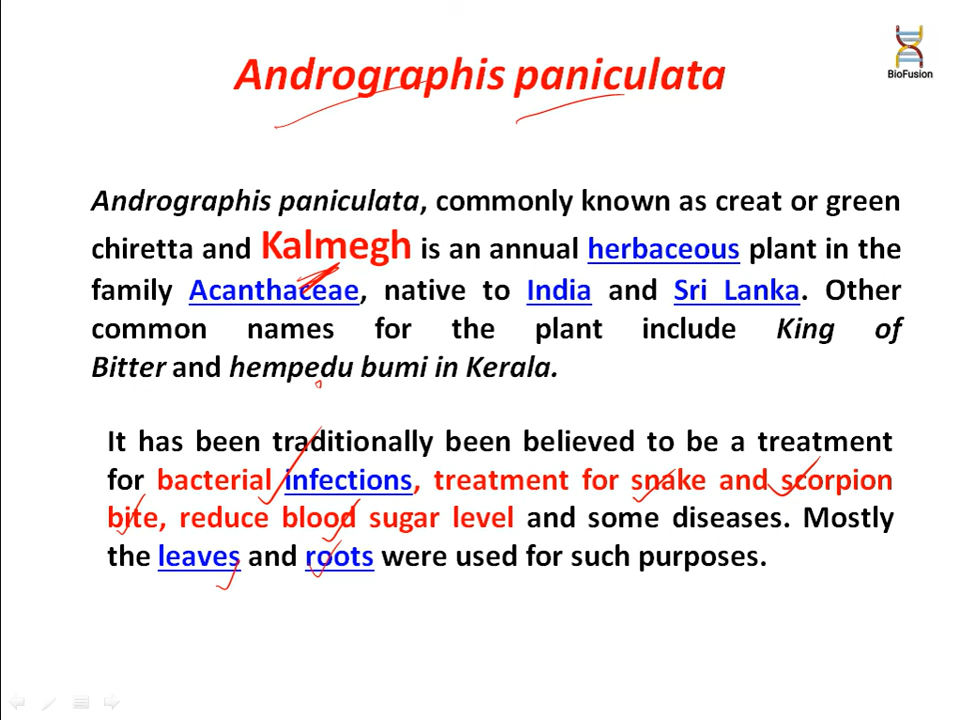 BioFusion
Andrographis paniculata
Andrographis paniculata, commonly known as creat or green
chiretta and Kalmegh is an annual herbaceous plant in the
family Acanthaceae, native to India and Sri Lanka. Other
common names for the plant include King of
Bitter and hempedu bumi in Kerala.
It has been traditionally been believed to be a treatment
for bacterial infections, treatment for snake and scorpion
bite, reduce blood sugar level and some diseases. Mostly
the leaves and roots were used for such purposes.